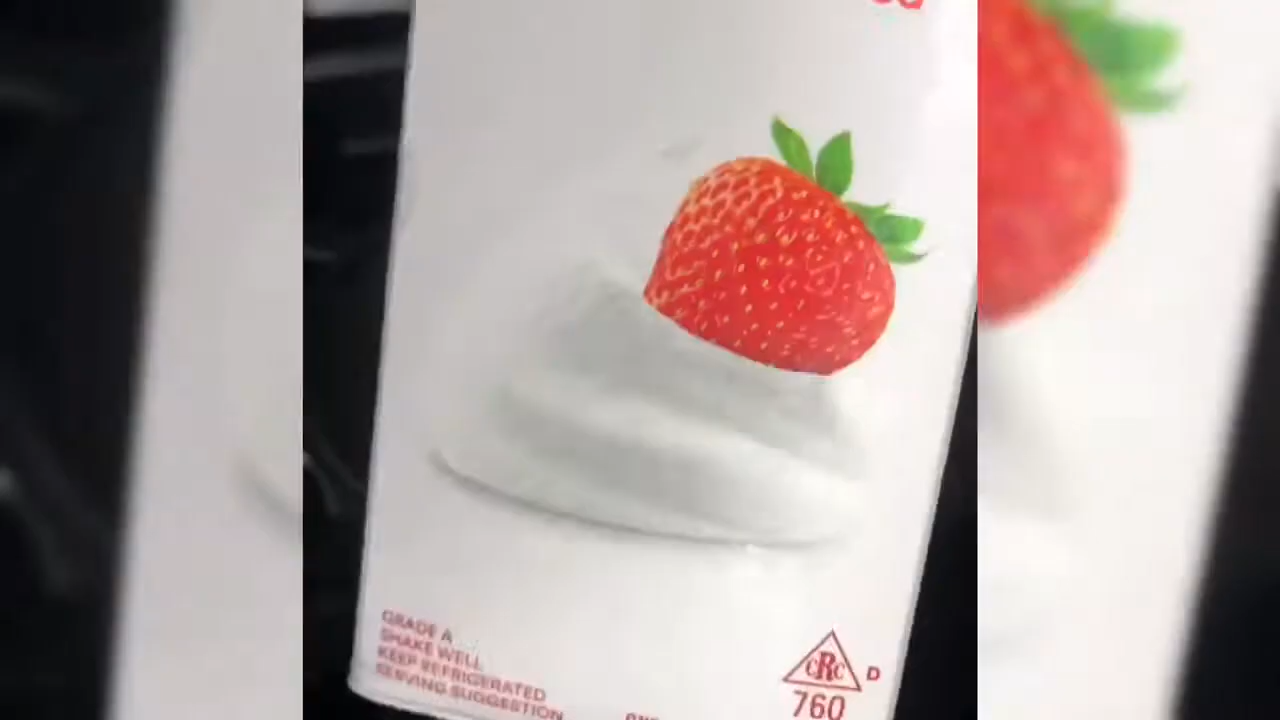 GRADE A
SHAKE WELL
KEEP REFRIGERATED
SERVING SUGGESTION
CRC D
760